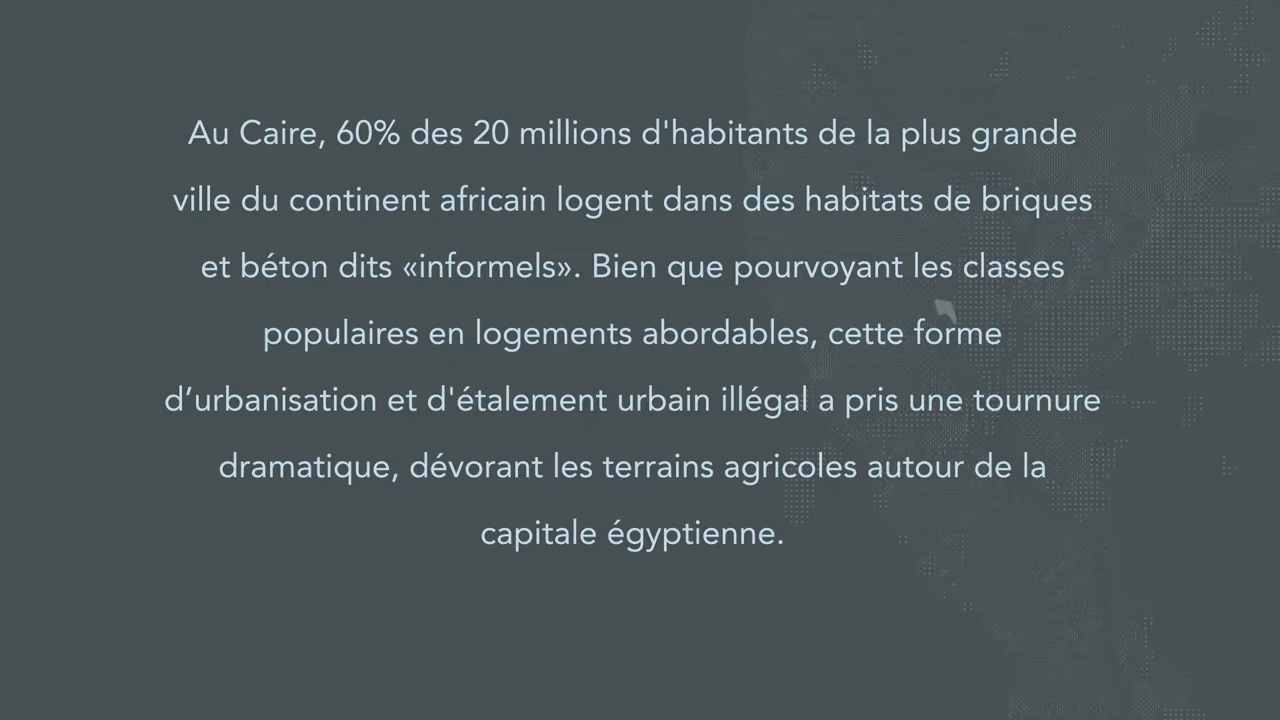 Au Caire, 60% des 20 millions d'habitants de la plus grande
ville du continent africain logent dans des habitats de briques
et béton dits «informels». Bien que pourvoyant les classes
populaires en logements abordables, cette forme
d’urbanisation et d'étalement urbain illégal a pris une tournure
dramatique, dévorant les terrains agricoles autour de la
capitale égyptienne.